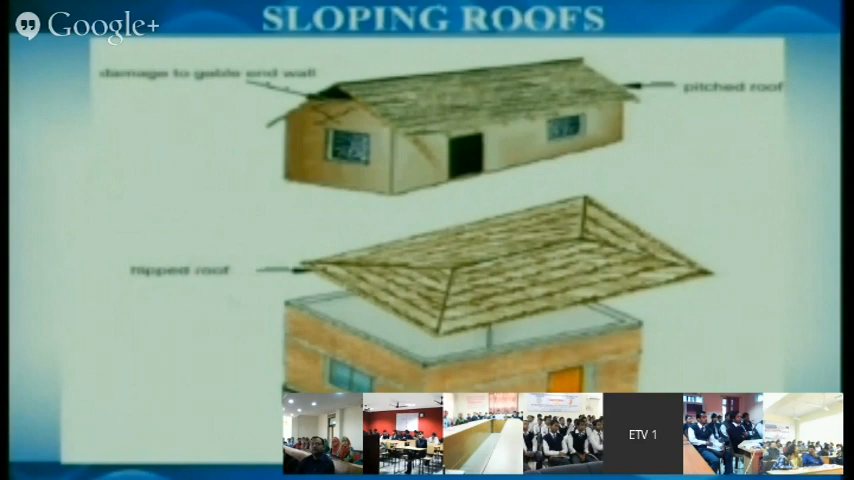 SLOPING ROOFS
Google+
damage to gable end wall
pitched roof
hipped roof
ETV 1